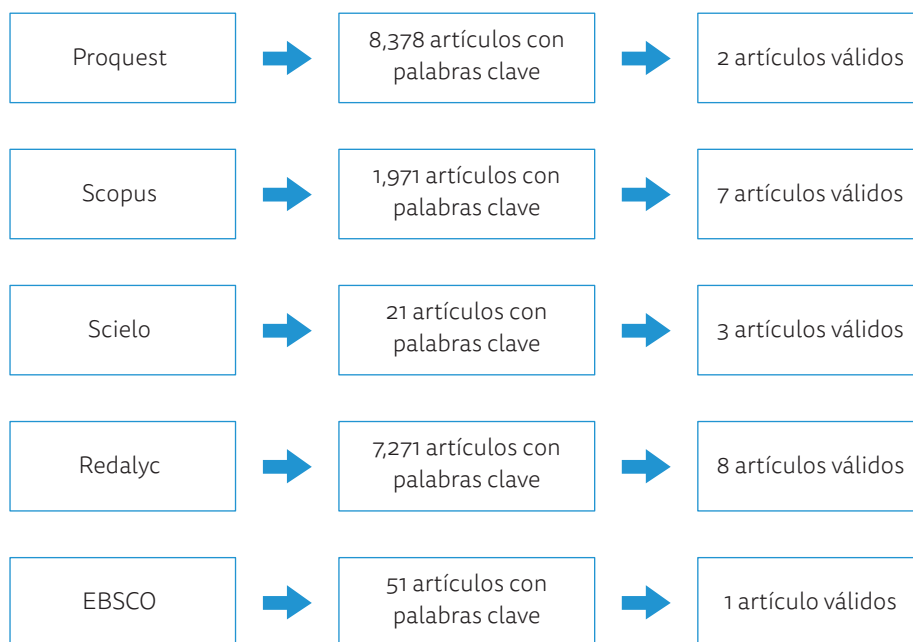 Proquest
8,378 artículos con
palabras clave
2 artículos válidos
Scopus
1,971 artículos con
palabras clave
7 artículos válidos
Scielo
21 artículos con
palabras clave
3 artículos válidos
Redalyc
7,271 artículos con
palabras clave
8 artículos válidos
EBSCO
51 artículos con
palabras clave
1 artículo válidos